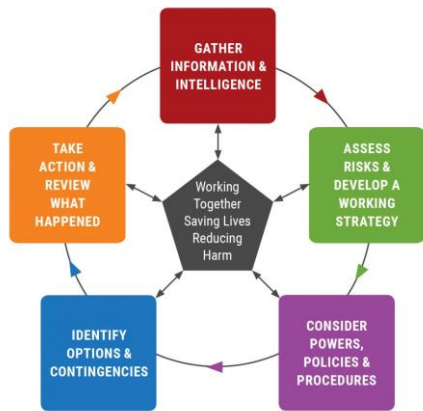 GATHER
INFORMATION &
INTELLIGENCE
ASSESS
RISKS &
DEVELOP A
WORKING
STRATEGY
CONSIDER
POWERS,
POLICIES &
PROCEDURES
IDENTIFY
OPTIONS &
CONTINGENCIES
TAKE
ACTION &
REVIEW
WHAT
HAPPENED
Working
Together
Saving Lives
Reducing
Harm